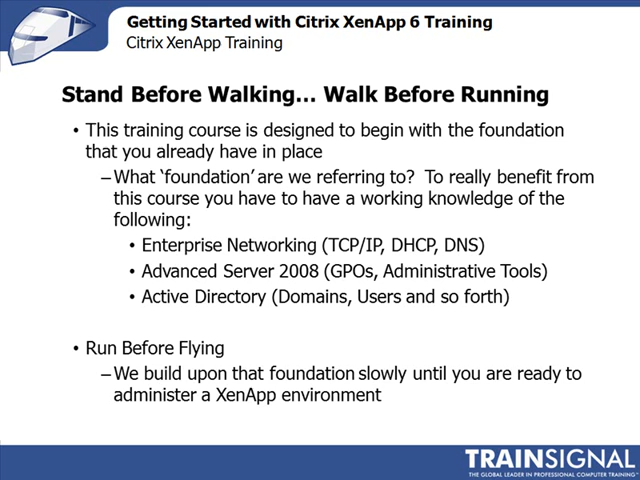 Getting Started with Citrix XenApp 6 Training
Citrix XenApp Training
Stand Before Walking… Walk Before Running
• This training course is designed to begin with the foundation
that you already have in place
–What ‘foundation’ are we referring to?  To really benefit from
this course you have to have a working knowledge of the
following:
• Enterprise Networking (TCP/IP, DHCP, DNS)
• Advanced Server 2008 (GPOs, Administrative Tools)
• Active Directory (Domains, Users and so forth)
• Run Before Flying
–We build upon that foundation slowly until you are ready to
administer a XenApp environment
TRAINSIGNAL
THE GLOBAL LEADER IN PROFESSIONAL COMPUTER TRAINING™